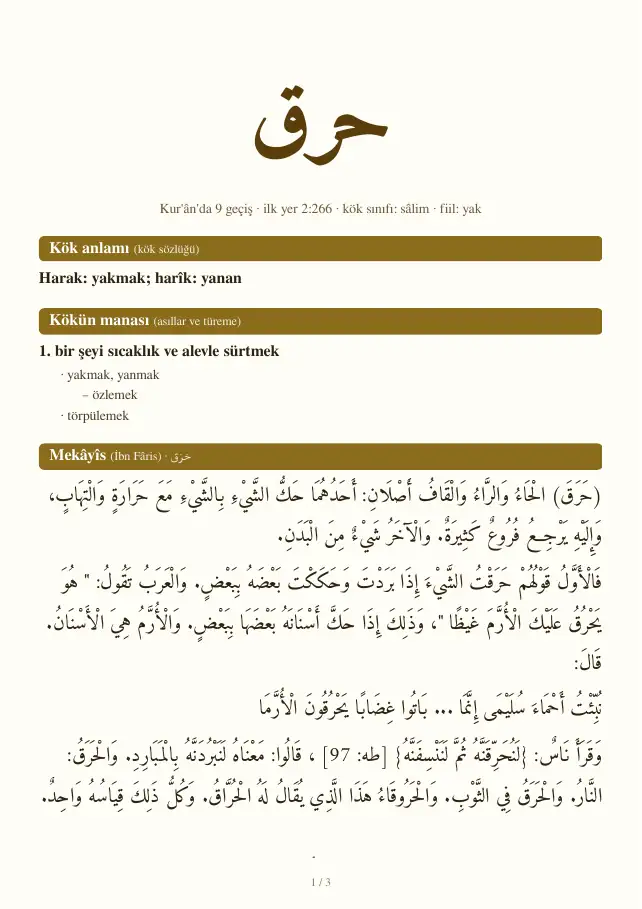 حرق
Kur'ân'da 9 geçiş · ilk yer 2:266 · kök sınıfı: sâlim · fiil: yak
Kök anlamı (kök sözlüğü)
Harak: yakmak; harîk: yanan
Kökün manası (asıllar ve türeme)
1. bir şeyi sıcaklık ve alevle sürtmek
· yakmak, yanmak
– özlemek
· törpülemek
Mekâyîs (İbn Fâris) · حرق
(حَرَقَ) الْحَاءُ وَالرَّاءُ وَالْقَافُ أَصْلَانِ: أَحَدُهُمَا حَكُّ الشَّيْءِ بِالشَّيْءِ مَعَ حَرَارَةٍ وَالْتِهَابٍ،
وَإِلَيْهِ يَرْجِعُ فُرُوعٌ كَثِيرَةٌ. وَالْآخَرُ شَيْءٌ مِنَ الْبَدَنِ.
فَالْأَوَّلُ قَوْلُهُمْ حَرَقْتُ الشَّيْءَ إِذَا بَرَدْتَ وَحَكَكْتَ بَعْضَهُ بِبَعْضٍ. وَالْعَرَبُ تَقُولُ: " هُوَ
يَحْرُقُ عَلَيْكَ الْأُرَّمَ غَيْظًا "، وَذَلِكَ إِذَا حَكَّ أَسْنَانَهُ بَعْضَهَا بِبَعْضٍ. وَالْأُرَّمُ هِيَ الْأَسْنَانُ.
قَالَ:
نُبِّئْتُ أَحْمَاءَ سُلَيْمَى إِنَّمَا ... بَاتُوا غِضَابًا يَحْرُقُونَ الْأُرَّمَا
وَقَرَأَ نَاسٌ: {لَنُحَرِّقَنَّهُ ثُمَّ لَنَنْسِفَنَّهُ} [طه: 97] ، قَالُوا: مَعْنَاهُ لَنَبْرُدَنَّهُ بِالْمَبَارِدِ. وَالْحَرَقُ:
النَّارُ. وَالْحَرَقُ فِي الثَّوْبِ. وَالْحَرُوقَاءُ هَذَا الَّذِي يُقَالُ لَهُ الْحُرَّاقُ. وَكُلُّ ذَلِكَ قِيَاسُهُ وَاحِدٌ.
1 / 3